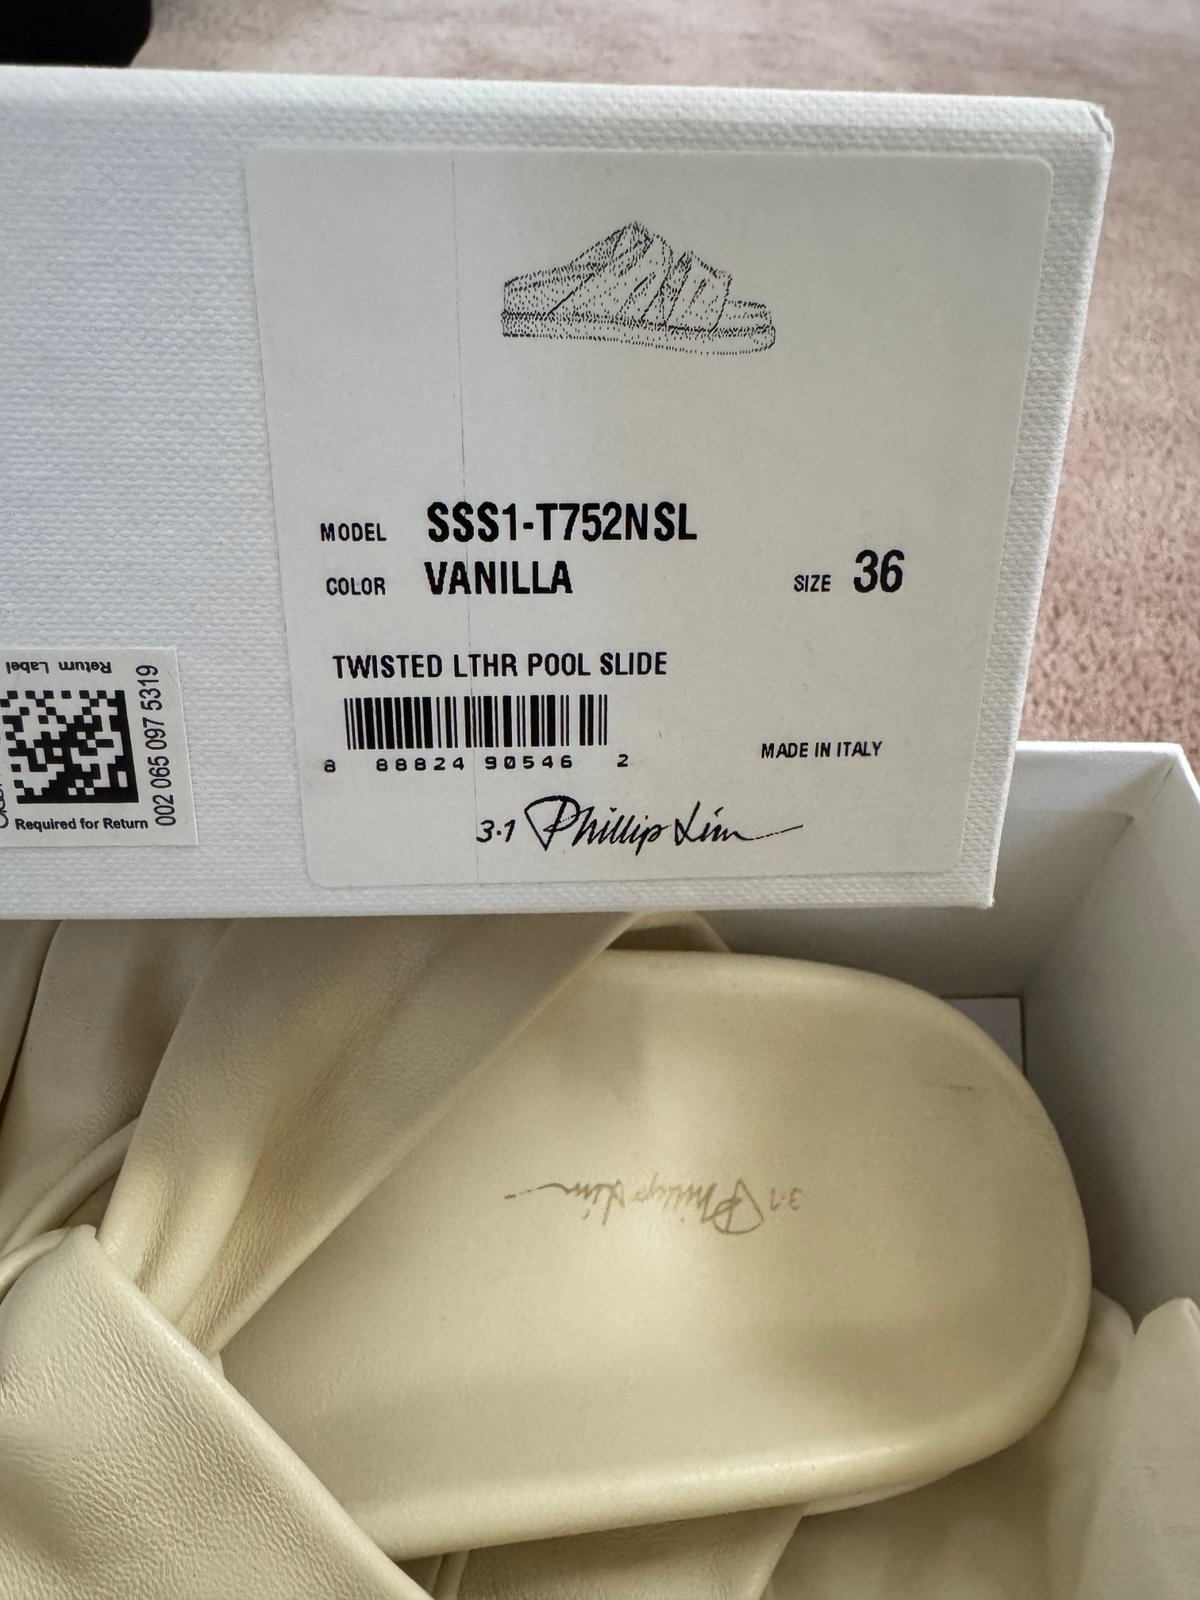 MODEL SSS1-T752NSL
COLOR VANILLA
SIZE 36
TWISTED LTHR POOL SLIDE
8 88824 90546 2
MADE IN ITALY
3.1 Phillip Lim
Return Label
002 065 097 5319
Required for Return
3.1 Phillip Lim